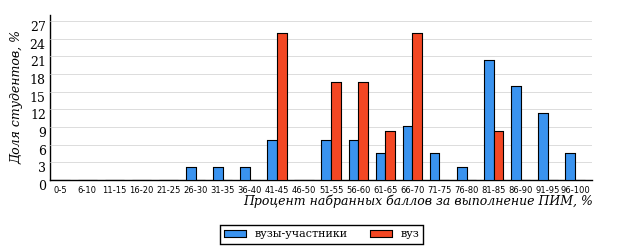 Доля студентов, %
27
24
21
18
15
12
9
6
3
0
0-5 6-10 11-15 16-20 21-25 26-30 31-35 36-40 41-45 46-50 51-55 56-60 61-65 66-70 71-75 76-80 81-85 86-90 91-95 96-100
Процент набранных баллов за выполнение ПИМ, %
вузы-участники вуз